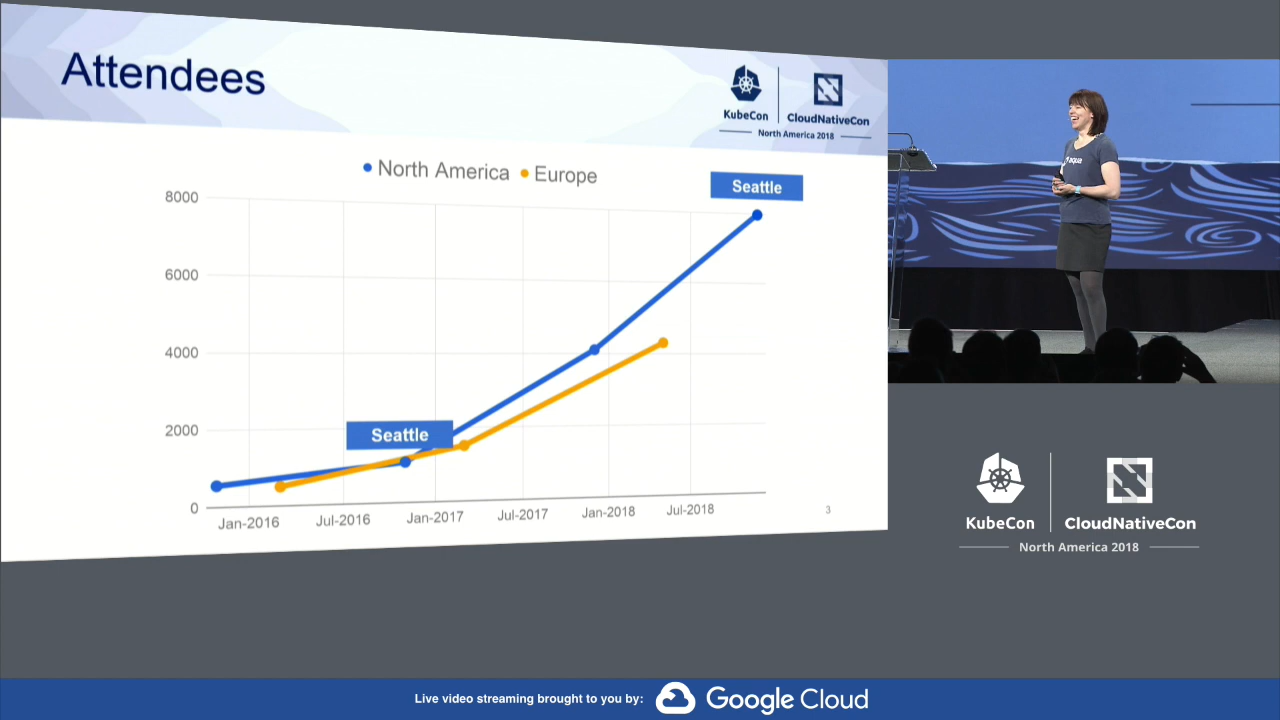 Attendees
KubeCon
CloudNativeCon
North America 2018
North America
Europe
Seattle
8000
6000
4000
2000
0
Seattle
Jan-2016
Jul-2016
Jan-2017
Jul-2017
Jan-2018
Jul-2018
3
aqua
KubeCon
CloudNativeCon
North America 2018
Live video streaming brought to you by:
Google Cloud